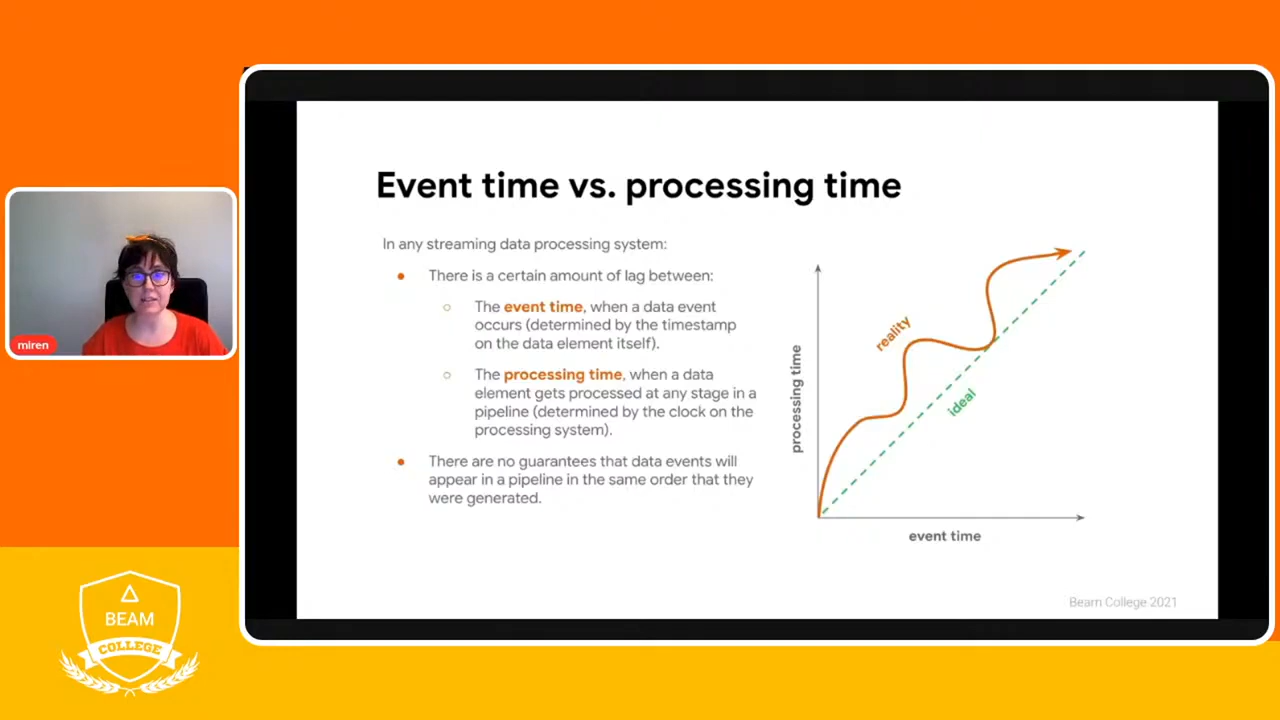 Event time vs. processing time
In any streaming data processing system:
There is a certain amount of lag between:
The event time, when a data event
occurs (determined by the timestamp
on the data element itself).
The processing time, when a data
element gets processed at any stage in a
pipeline (determined by the clock on the
processing system).
There are no guarantees that data events will
appear in a pipeline in the same order that they
were generated.
processing time
reality
ideal
event time
Beam College 2021
miren
BEAM
COLLEGE